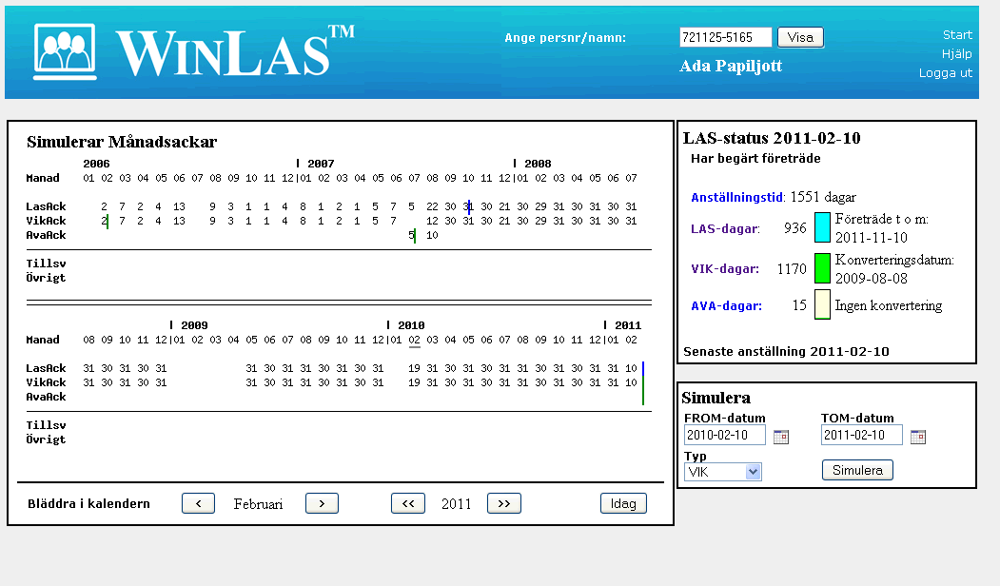 WINLAS™
Ange persnr/namn: 721125-5165 Visa
Ada Papiljott
Start
Hjälp
Logga ut
Simulerar Månadsackar
2006 | 2007 | 2008
Manad 01 02 03 04 05 06 07 08 09 10 11 12|01 02 03 04 05 06 07 08 09 10 11 12|01 02 03 04 05 06 07
LasAck 2 7 2 4 13 9 3 1 1 4 8 1 2 1 5 7 5 22 30 31 30 21 30 29 31 30 31 30 31
VikAck 2 7 2 4 13 9 3 1 1 4 8 1 2 1 5 7 12 30 31 30 21 30 29 31 30 31 30 31
AvaAck 5 10
Tillsv
Övrigt
| 2009 | 2010 | 2011
Manad 08 09 10 11 12|01 02 03 04 05 06 07 08 09 10 11 12|01 02 03 04 05 06 07 08 09 10 11 12|01 02
LasAck 31 30 31 30 31 31 30 31 31 30 31 30 31 19 31 30 31 30 31 31 30 31 30 31 31 10
VikAck 31 30 31 30 31 31 30 31 31 30 31 30 31 19 31 30 31 30 31 31 30 31 30 31 31 10
AvaAck
Tillsv
Övrigt
Bläddra i kalendern < Februari > << 2011 >> Idag
LAS-status 2011-02-10
Har begärt företräde
Anställningstid: 1551 dagar
LAS-dagar: 936 Företräde t o m:
2011-11-10
VIK-dagar: 1170 Konverteringsdatum:
2009-08-08
AVA-dagar: 15 Ingen konvertering
Senaste anställning 2011-02-10
Simulera
FROM-datum TOM-datum
2010-02-10 2011-02-10
Typ
VIK Simulera